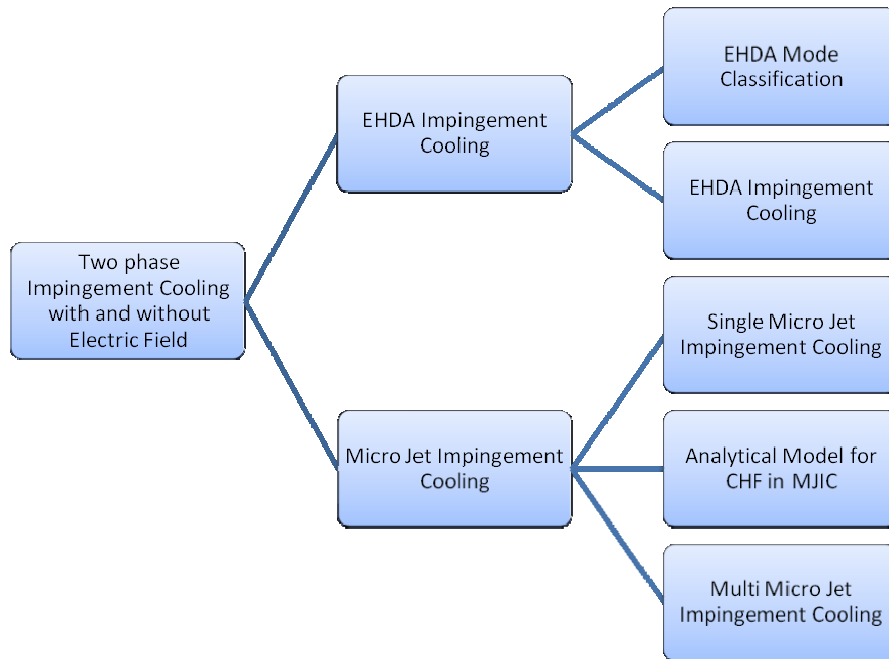 EHDA Mode
Classification
EHDA Impingement
Cooling
EHDA Impingement
Cooling
Two phase
Impingement Cooling
with and without
Electric Field
Single Micro Jet
Impingement Cooling
Micro Jet Impingement
Cooling
Analytical Model for
CHF in MJIC
Multi Micro Jet
Impingement Cooling